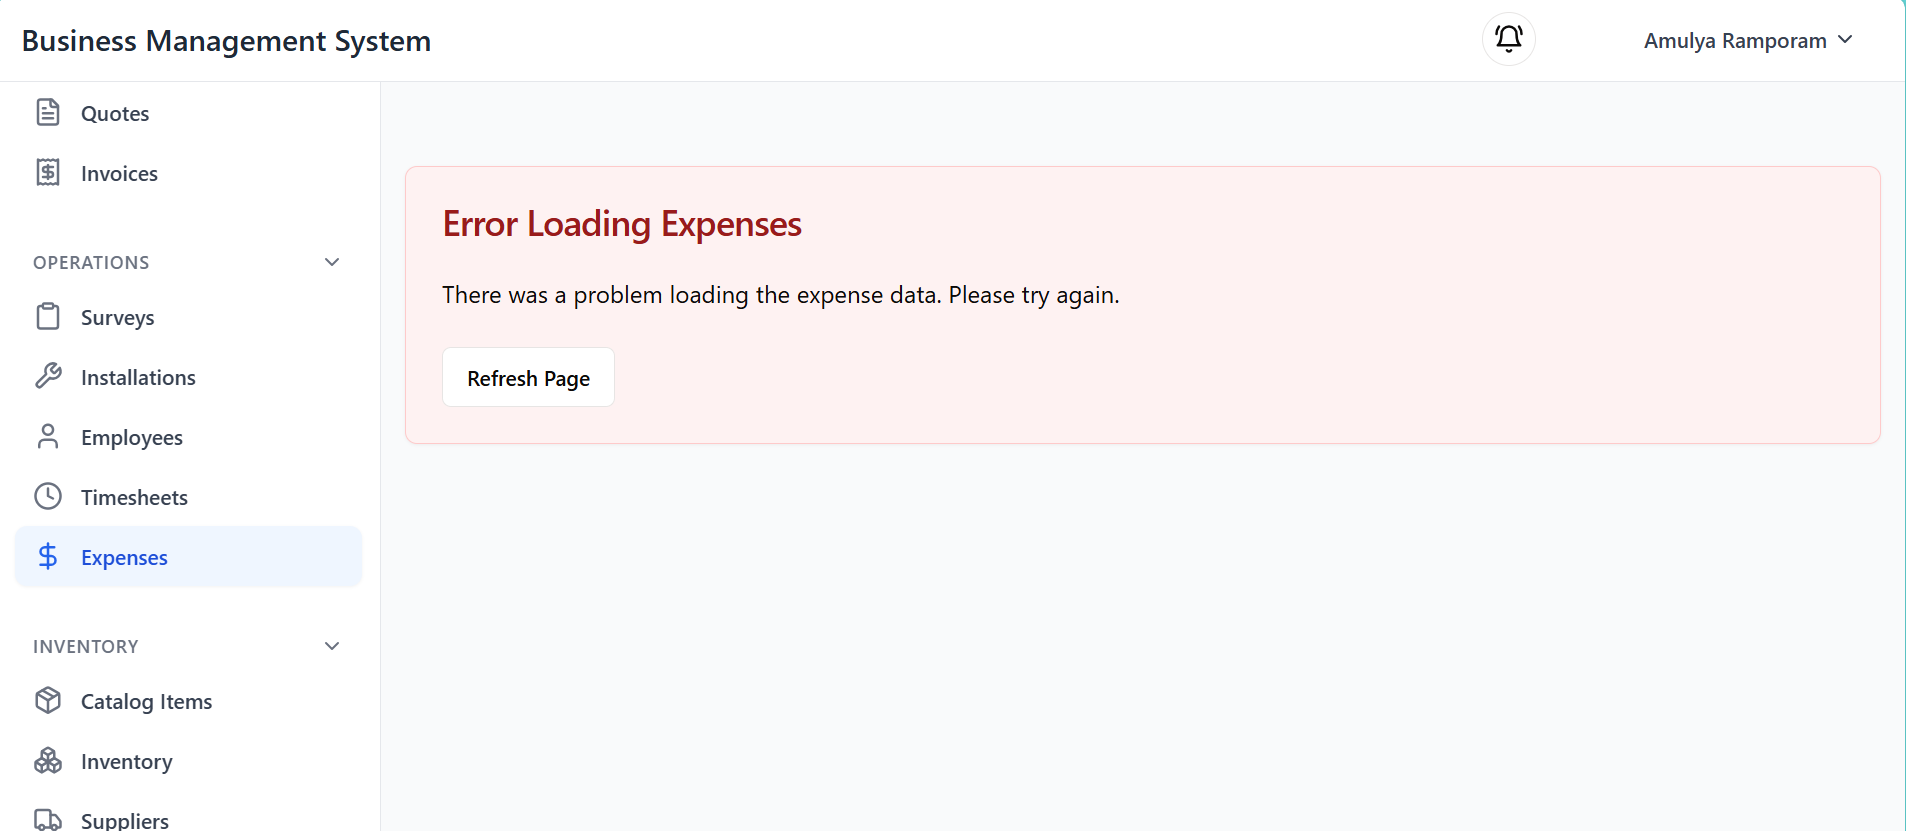 Business Management System
Amulya Ramporam
Quotes
Invoices
OPERATIONS
Surveys
Installations
Employees
Timesheets
Expenses
INVENTORY
Catalog Items
Inventory
Suppliers
Error Loading Expenses
There was a problem loading the expense data. Please try again.
Refresh Page